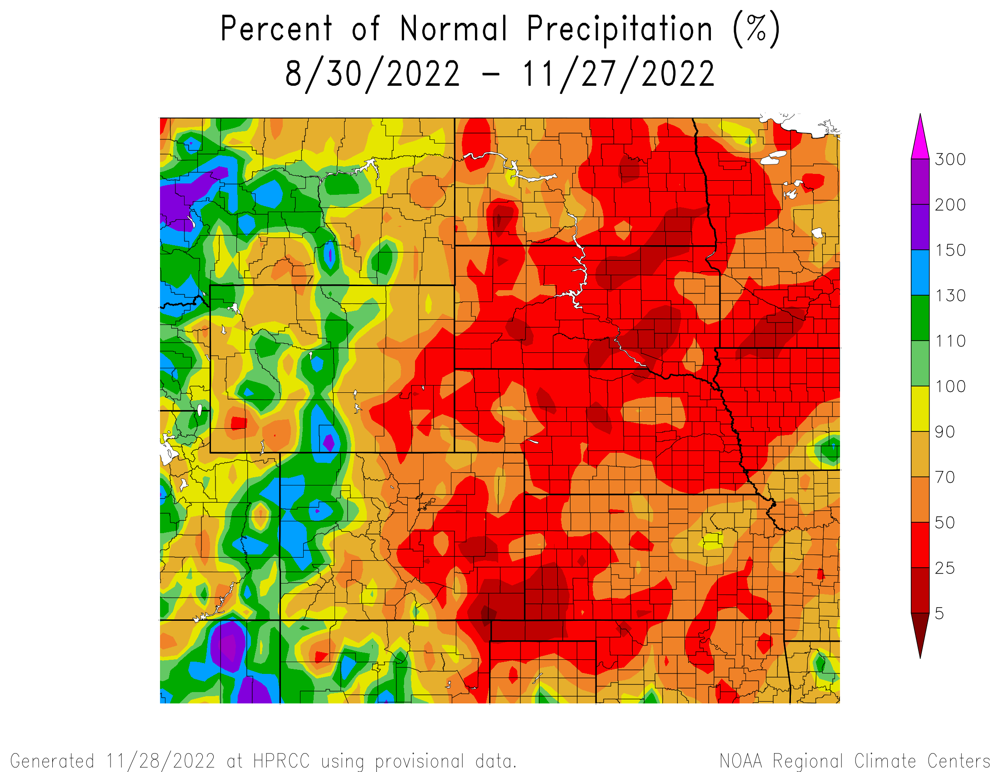 Percent of Normal Precipitation (%)
8/30/2022 – 11/27/2022
300
200
150
130
110
100
90
70
50
25
5
Generated 11/28/2022 at HPRCC using provisional data.
NOAA Regional Climate Centers